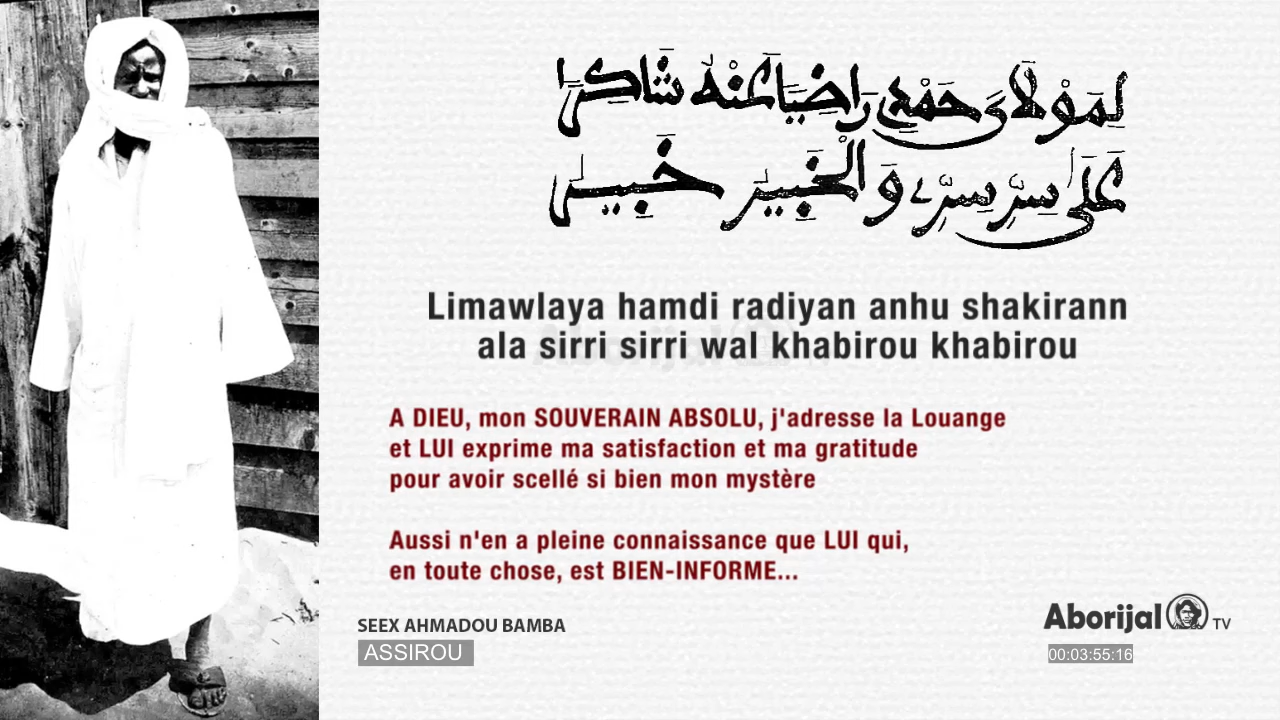 لِمَوْلَايَ حَمْدِي رَاضِيًا عَنْهُ شَاكِرًا
عَلَى سِرِّ سِرِّي وَالْخَبِيرُ خَبِيرُ
Limawlaya hamdi radiyan anhu shakirann
ala sirri sirri wal khabirou khabirou
A DIEU, mon SOUVERAIN ABSOLU, j'adresse la Louange
et LUI exprime ma satisfaction et ma gratitude
pour avoir scellé si bien mon mystère
Aussi n'en a pleine connaissance que LUI qui,
en toute chose, est BIEN-INFORME...
SEEX AHMADOU BAMBA
ASSIROU
Aborijal TV
00:03:55:16